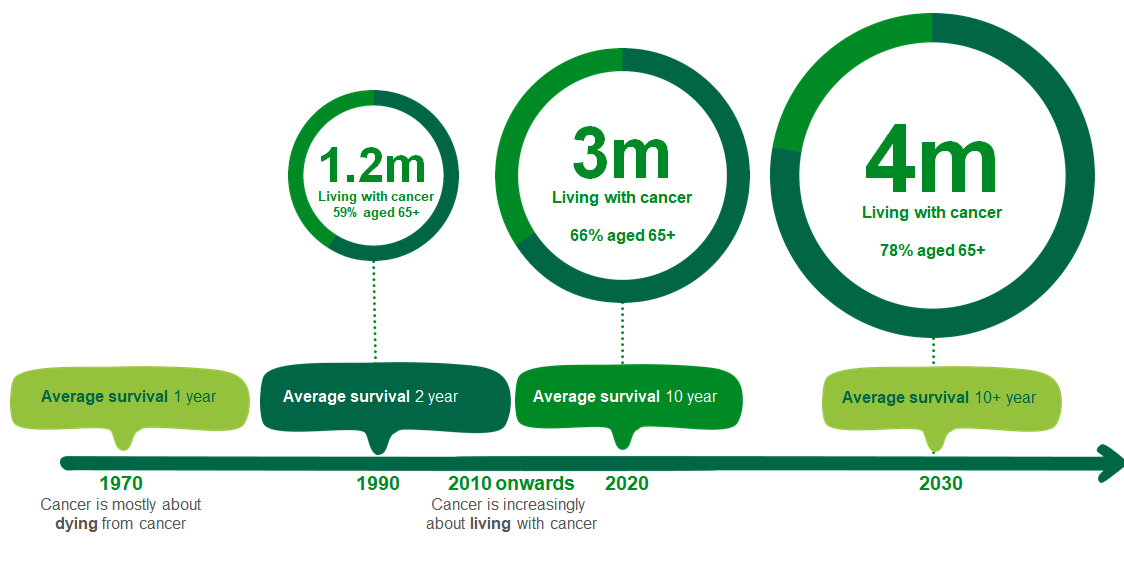 1.2m
Living with cancer
59% aged 65+
3m
Living with cancer
66% aged 65+
4m
Living with cancer
78% aged 65+
Average survival 1 year
Average survival 2 year
Average survival 10 year
Average survival 10+ year
1970
Cancer is mostly about
dying from cancer
1990
2010 onwards
Cancer is increasingly
about living with cancer
2020
2030